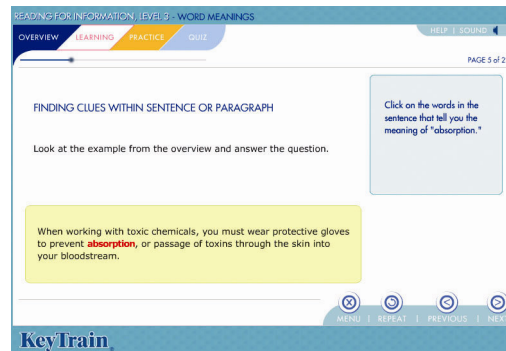 READING FOR INFORMATION, LEVEL 3 - WORD MEANINGS
OVERVIEW LEARNING PRACTICE QUIZ
HELP | SOUND
PAGE 5 of 2
FINDING CLUES WITHIN SENTENCE OR PARAGRAPH
Look at the example from the overview and answer the question.
Click on the words in the
sentence that tell you the
meaning of "absorption."
When working with toxic chemicals, you must wear protective gloves
to prevent absorption, or passage of toxins through the skin into
your bloodstream.
MENU | REPEAT | PREVIOUS | NEX
KeyTrain